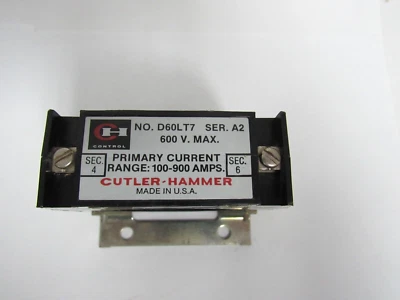 CH
CONTROL
NO. D60LT7 SER. A2
600 V. MAX.
SEC. 4
PRIMARY CURRENT
RANGE: 100-900 AMPS.
SEC. 6
CUTLER-HAMMER
MADE IN U.S.A.